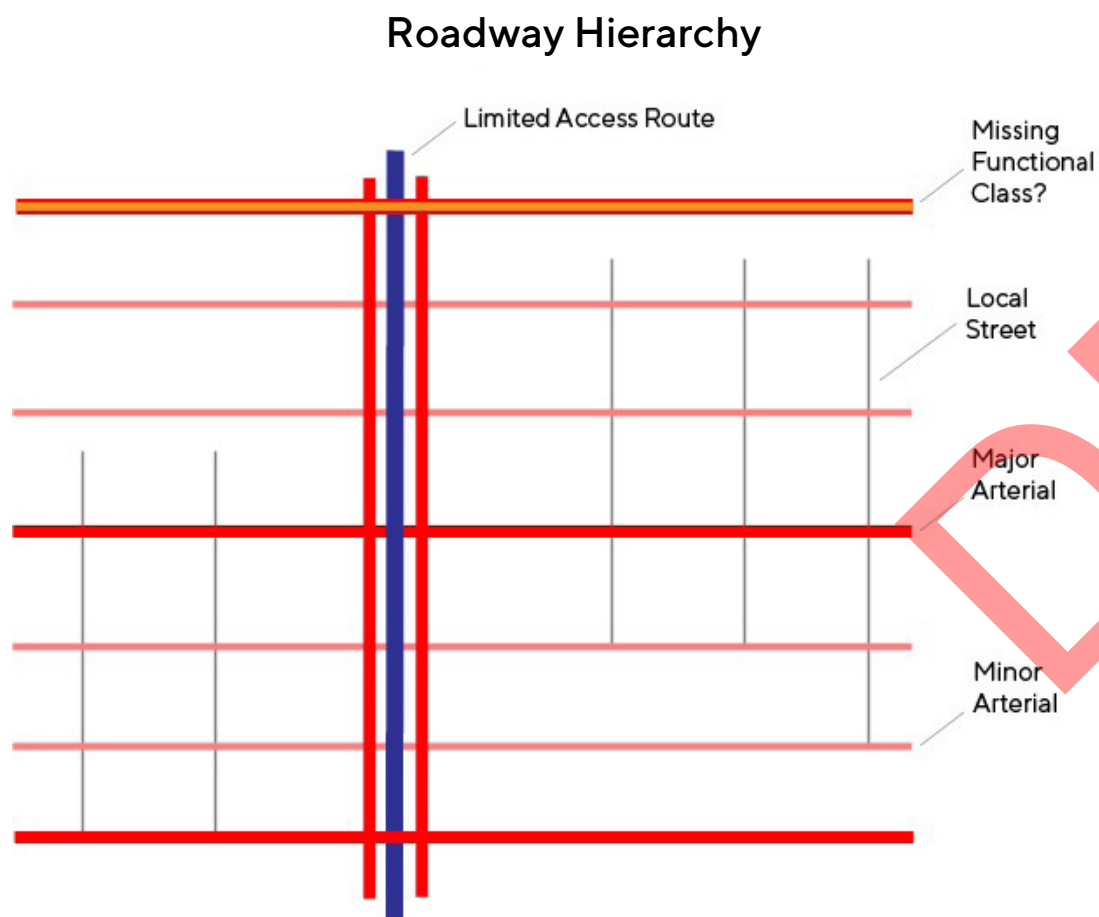 Roadway Hierarchy
Limited Access Route
Missing
Functional
Class?
Local
Street
Major
Arterial
Minor
Arterial